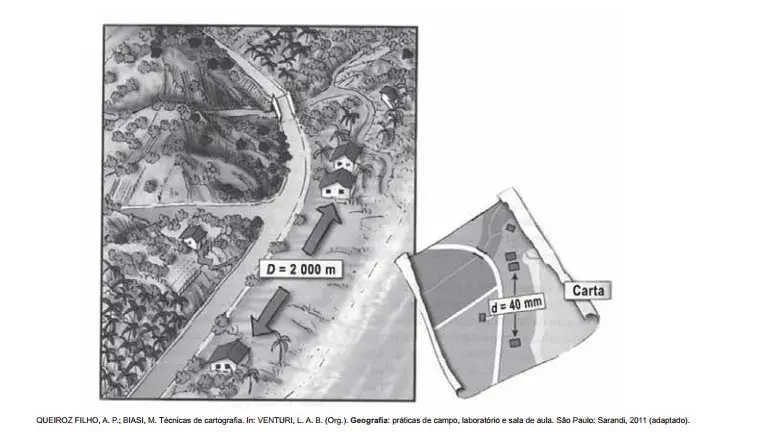 D = 2 000 m
Carta
d = 40 mm
QUEIROZ FILHO, A. P.; BIASI, M. Técnicas de cartografia. In: VENTURI, L. A. B. (Org.). Geografia: práticas de campo, laboratório e sala de aula. São Paulo: Sarandi, 2011 (adaptado).